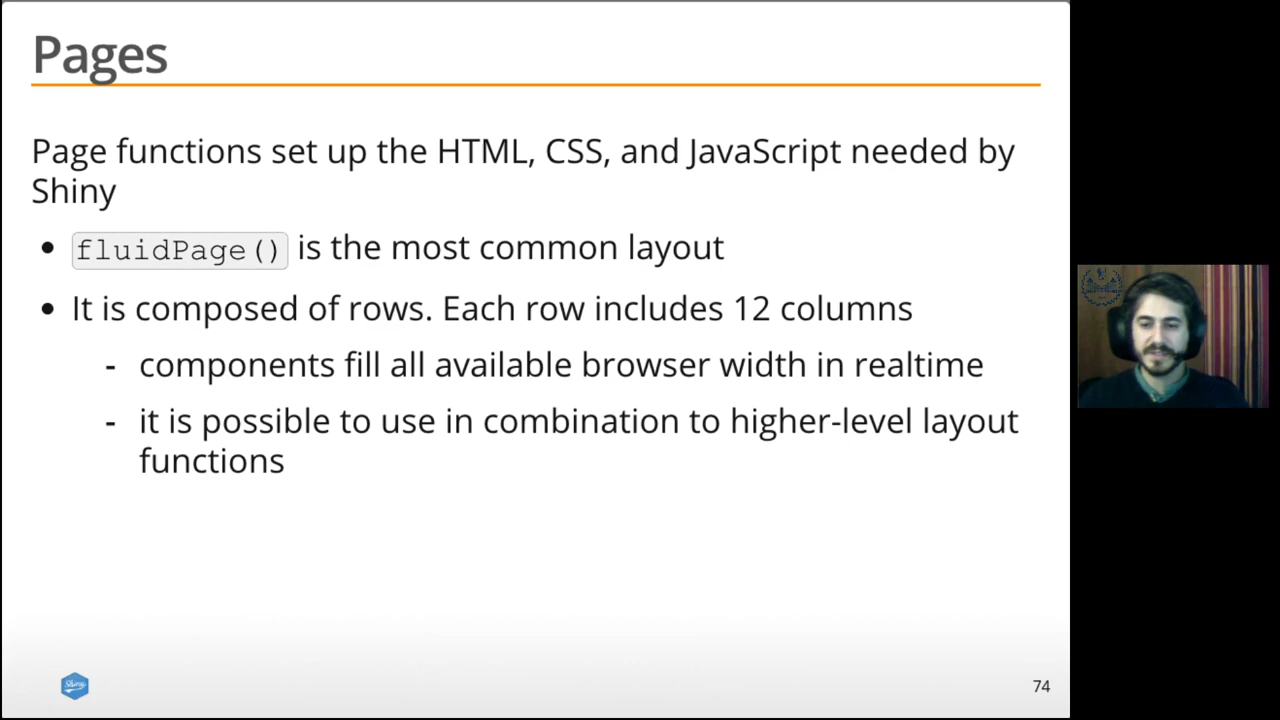 Pages
Page functions set up the HTML, CSS, and JavaScript needed by
Shiny
• fluidPage() is the most common layout
• It is composed of rows. Each row includes 12 columns
- components fill all available browser width in realtime
- it is possible to use in combination to higher-level layout
functions
Shiny
74